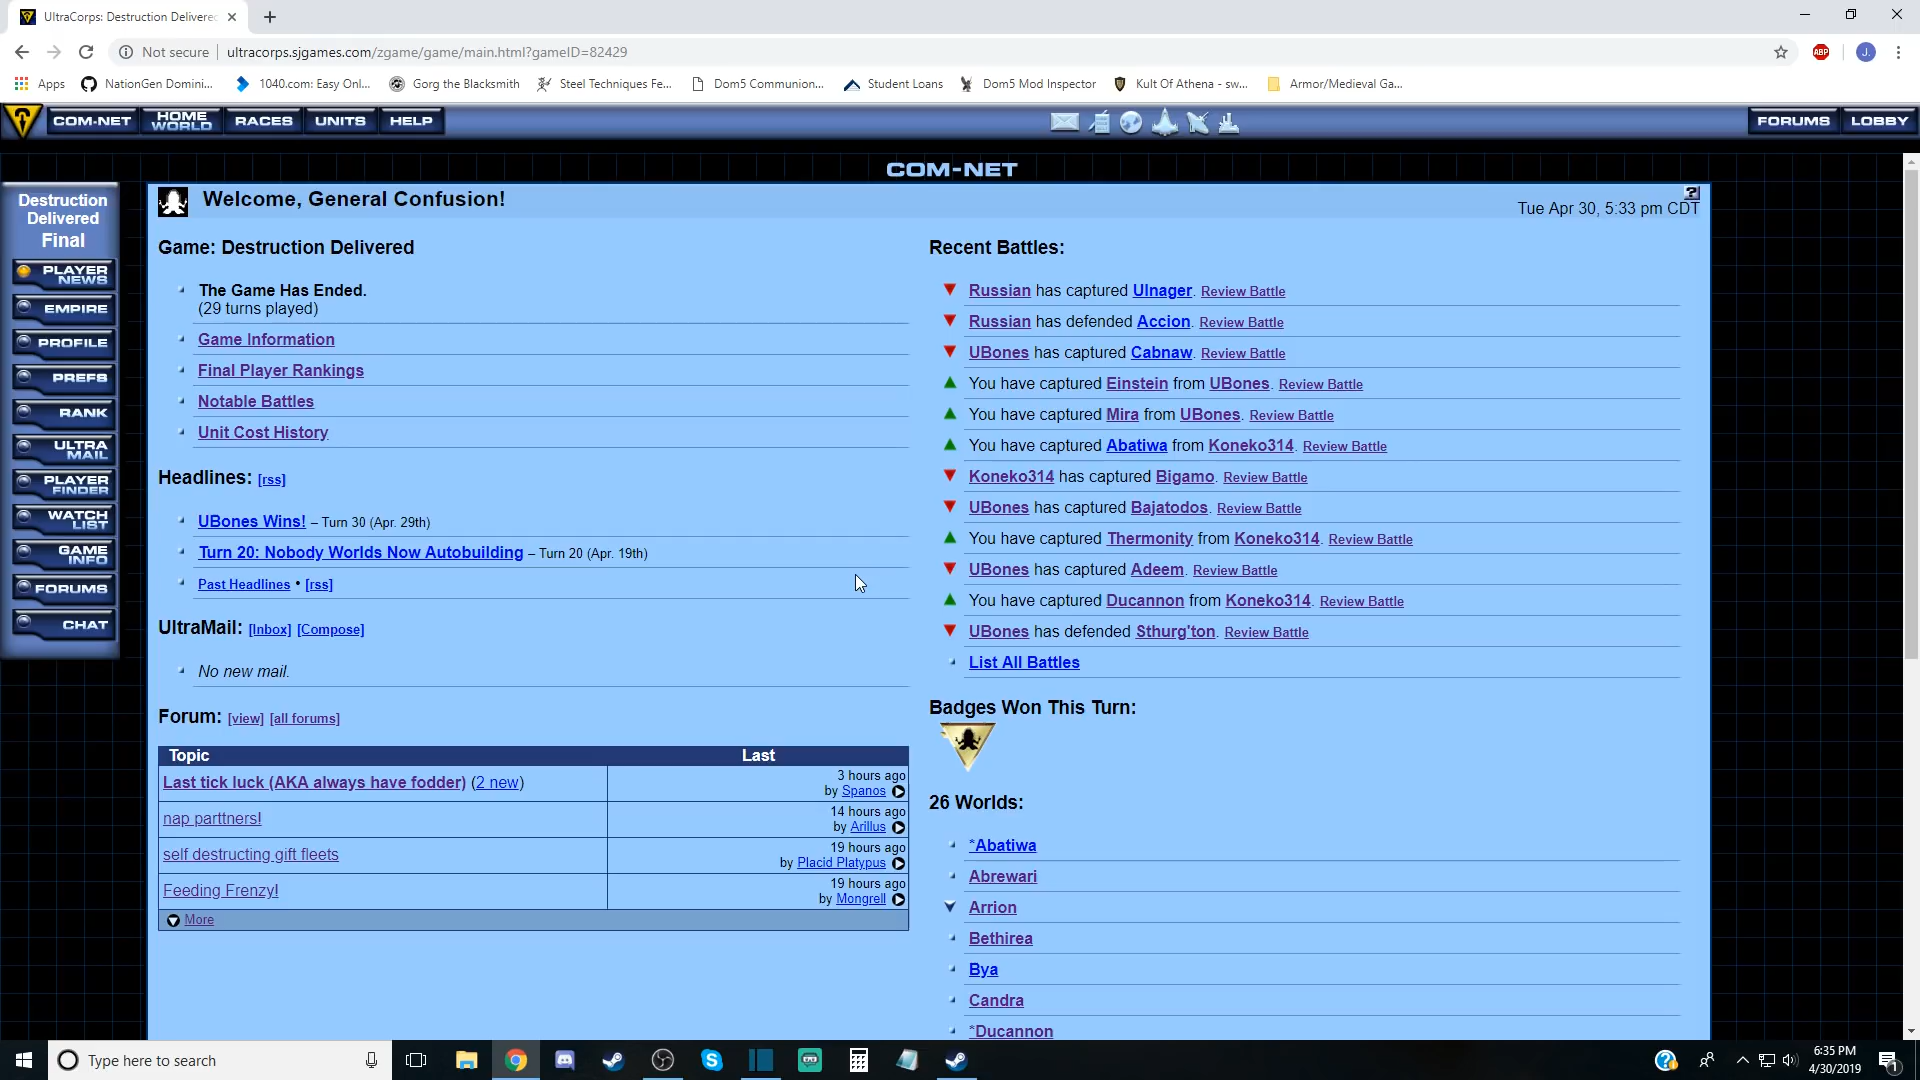 UltraCorps: Destruction Delivered
Not secure
ultracorps.sjgames.com/zgame/game/main.html?gameID=82429
ABP
J.
Apps
NationGen Domini...
1040.com: Easy Onl...
Gorg the Blacksmith
Steel Techniques Fe...
Dom5 Communion...
Student Loans
Dom5 Mod Inspector
Kult Of Athena - sw...
Armor/Medieval Ga...
COM-NET
HOME WORLD
RACES
UNITS
HELP
FORUMS
LOBBY
COM-NET
Destruction
Delivered
Final
PLAYER NEWS
EMPIRE
PROFILE
PREFS
RANK
ULTRA MAIL
PLAYER FINDER
WATCH LIST
GAME INFO
FORUMS
CHAT
Welcome, General Confusion!
?
Tue Apr 30, 5:33 pm CDT
Game: Destruction Delivered
The Game Has Ended.
(29 turns played)
Game Information
Final Player Rankings
Notable Battles
Unit Cost History
Headlines: [rss]
UBones Wins! – Turn 30 (Apr. 29th)
Turn 20: Nobody Worlds Now Autobuilding – Turn 20 (Apr. 19th)
Past Headlines • [rss]
UltraMail: [Inbox] [Compose]
No new mail.
Forum: [view] [all forums]
Topic Last
Last tick luck (AKA always have fodder) (2 new)
3 hours ago
by Spanos
nap parttners!
14 hours ago
by Arillus
self destructing gift fleets
19 hours ago
by Placid Platypus
Feeding Frenzy!
19 hours ago
by Mongrell
More
Recent Battles:
Russian has captured Ulnager. Review Battle
Russian has defended Accion. Review Battle
UBones has captured Cabnaw. Review Battle
You have captured Einstein from UBones. Review Battle
You have captured Mira from UBones. Review Battle
You have captured Abatiwa from Koneko314. Review Battle
Koneko314 has captured Bigamo. Review Battle
UBones has captured Bajatodos. Review Battle
You have captured Thermonity from Koneko314. Review Battle
UBones has captured Adeem. Review Battle
You have captured Ducannon from Koneko314. Review Battle
UBones has defended Sthurg'ton. Review Battle
List All Battles
Badges Won This Turn:
26 Worlds:
*Abatiwa
Abrewari
Arrion
Bethirea
Bya
Candra
*Ducannon
Type here to search
6:35 PM
4/30/2019
1